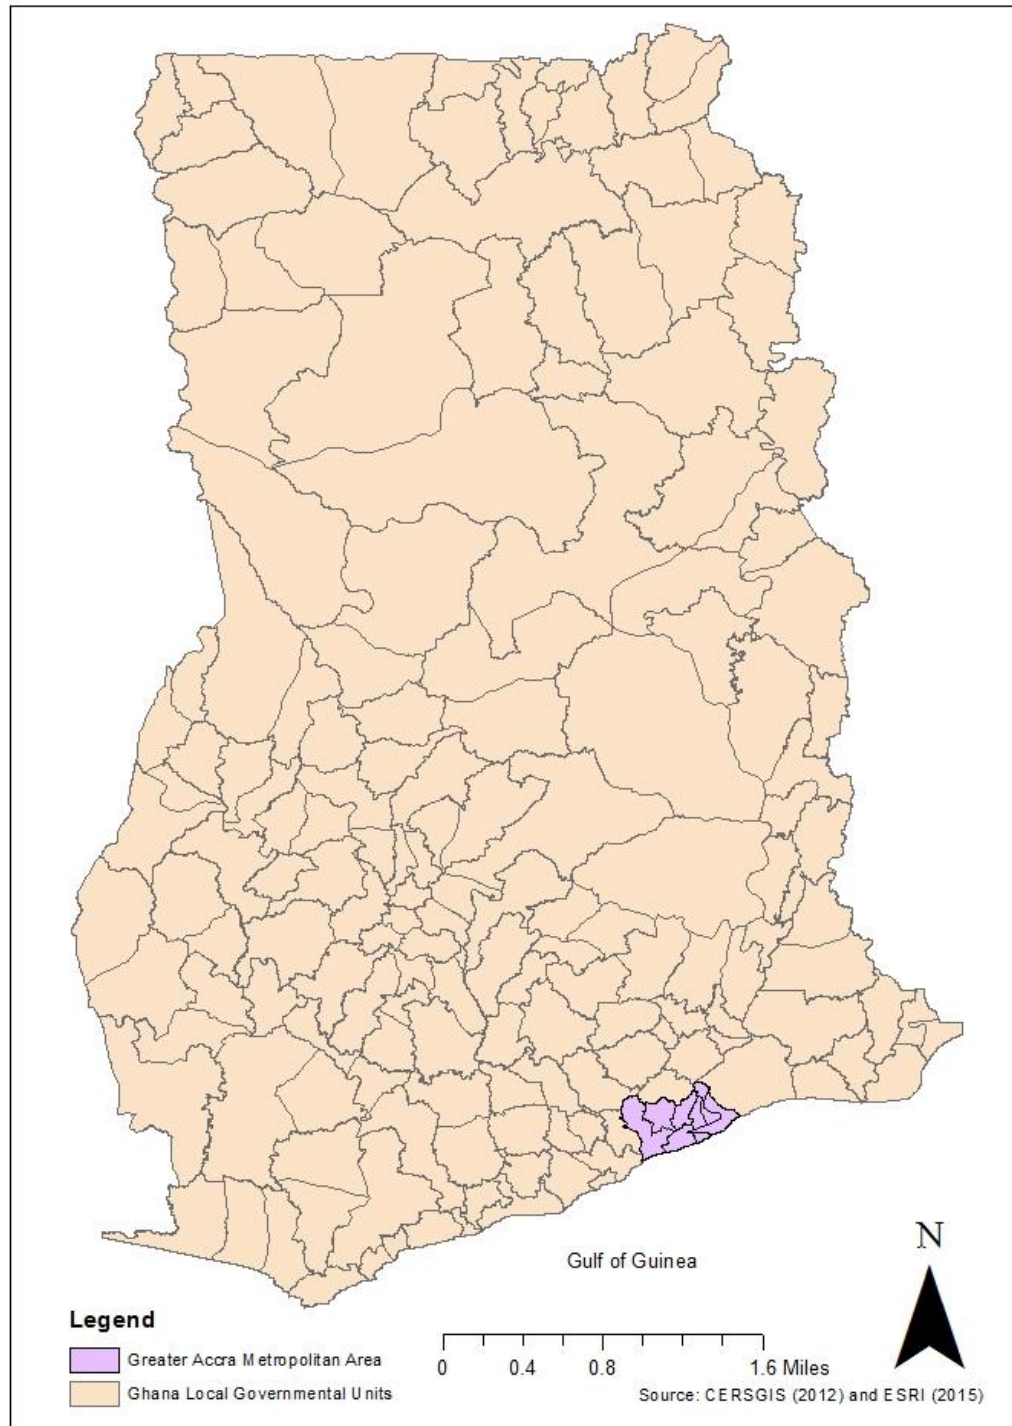 Gulf of Guinea
N
Legend
Greater Accra Metropolitan Area
Ghana Local Governmental Units
0 0.4 0.8 1.6 Miles
Source: CERSGIS (2012) and ESRI (2015)